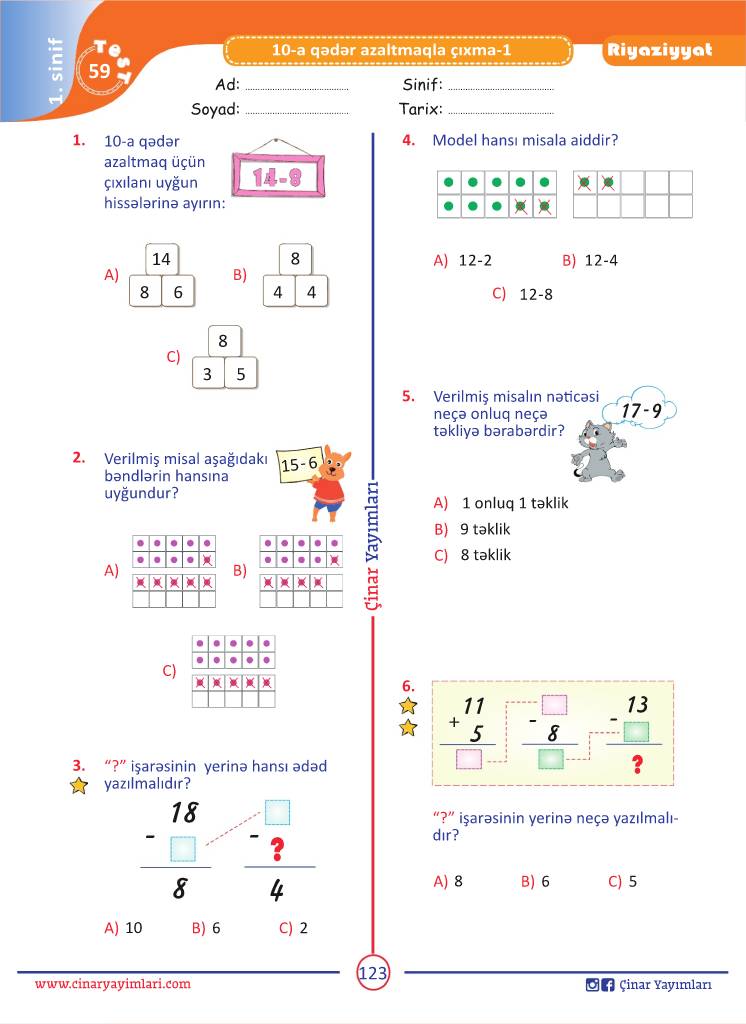 1. sinif
Test
59
10-a qədər azaltmaqla çıxma-1
Riyaziyyat
Ad: ........................................
Soyad: ........................................
Sinif: ........................................
Tarix: ........................................
1. 10-a qədər
azaltmaq üçün
çıxılanı uyğun
hissələrinə ayırın:
14-8
A) 14
8 6
B) 8
4 4
C) 8
3 5
2. Verilmiş misal aşağıdakı
bəndlərin hansına
uyğundur?
15-6
A)
B)
C)
3. “?” işarəsinin yerinə hansı ədəd
yazılmalıdır?
18
-
8
-
?
4
A) 10 B) 6 C) 2
Çinar Yayımları
4. Model hansı misala aiddir?
A) 12-2 B) 12-4
C) 12-8
5. Verilmiş misalın nəticəsi
neçə onluq neçə
təkliyə bərabərdir?
17-9
A) 1 onluq 1 təklik
B) 9 təklik
C) 8 təklik
6.
11
+ 5
-
8
13
-
?
“?” işarəsinin yerinə neçə yazılmalı-
dır?
A) 8 B) 6 C) 5
www.cinaryayimlari.com
123
Çinar Yayımları